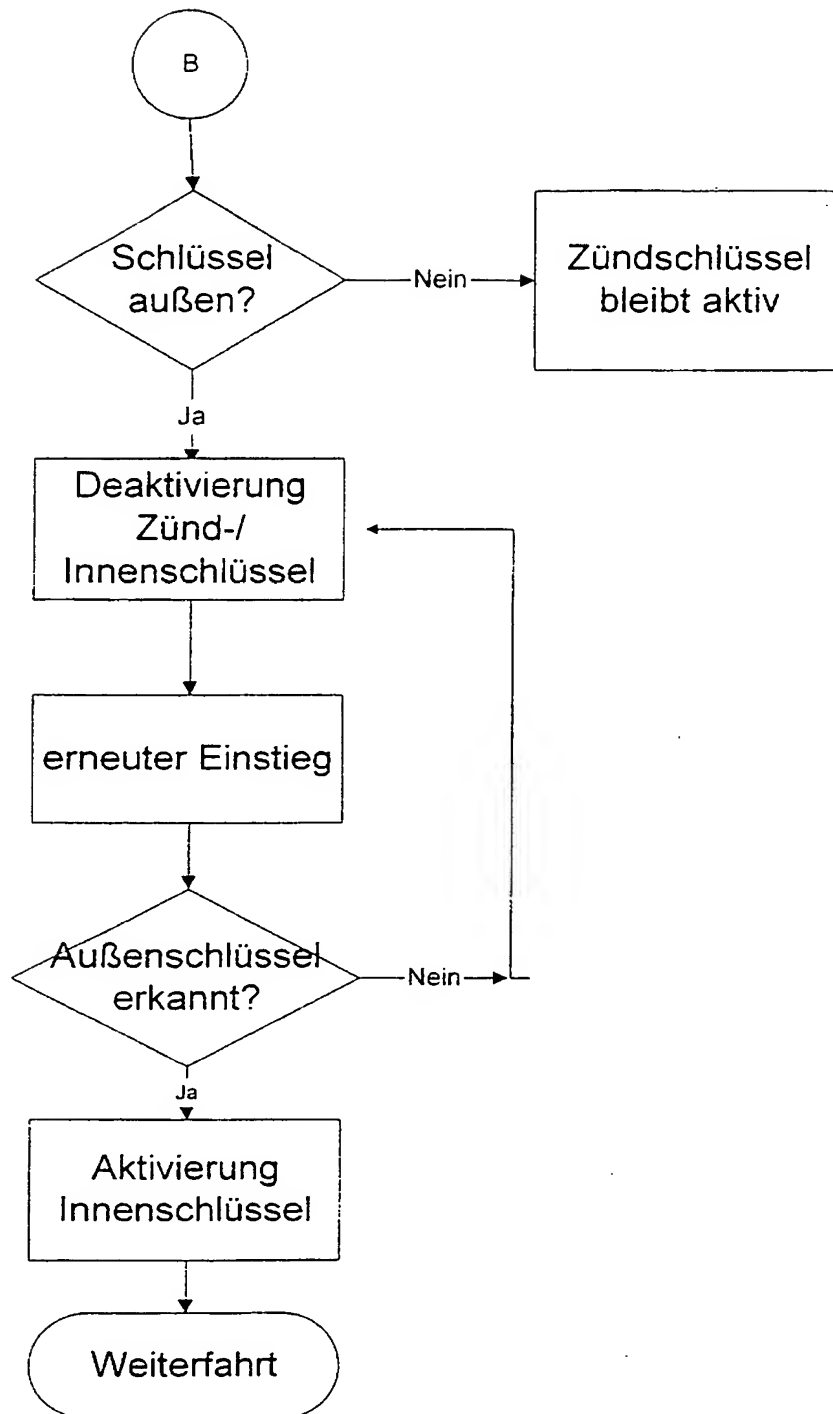 B
Schlüssel
außen?
Nein
Zündschlüssel
bleibt aktiv
Ja
Deaktivierung
Zünd-/
Innenschlüssel
erneuter Einstieg
Außenschlüssel
erkannt?
Nein
Ja
Aktivierung
Innenschlüssel
Weiterfahrt